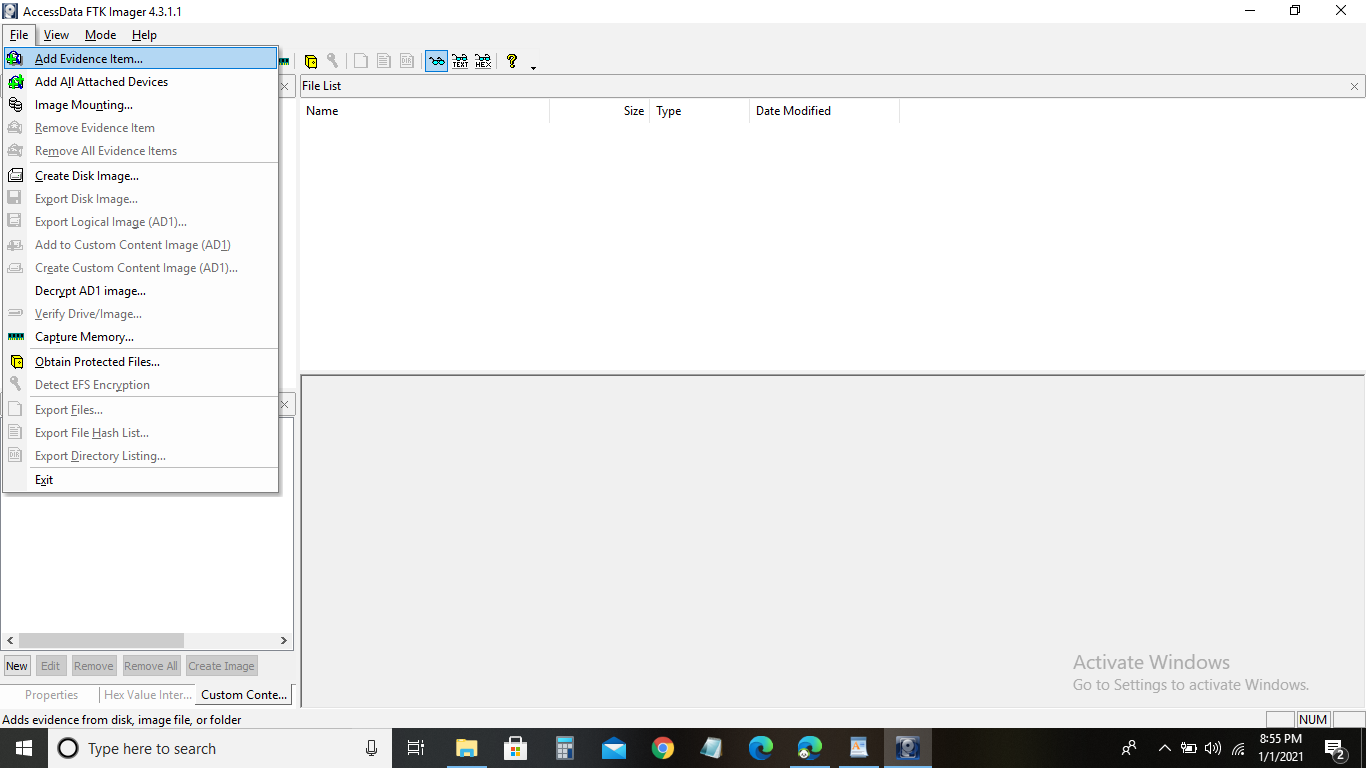 AccessData FTK Imager 4.3.1.1
File View Mode Help
Add Evidence Item...
Add All Attached Devices
Image Mounting...
Remove Evidence Item
Remove All Evidence Items
Create Disk Image...
Export Disk Image...
Export Logical Image (AD1)...
Add to Custom Content Image (AD1)
Create Custom Content Image (AD1)...
Decrypt AD1 image...
Verify Drive/Image...
Capture Memory...
Obtain Protected Files...
Detect EFS Encryption
Export Files...
Export File Hash List...
Export Directory Listing...
Exit
TEXT HEX ?
File List
Name Size Type Date Modified
New Edit Remove Remove All Create Image
Properties Hex Value Inter... Custom Conte...
Activate Windows
Go to Settings to activate Windows.
Adds evidence from disk, image file, or folder
NUM
Type here to search
8:55 PM
1/1/2021
2